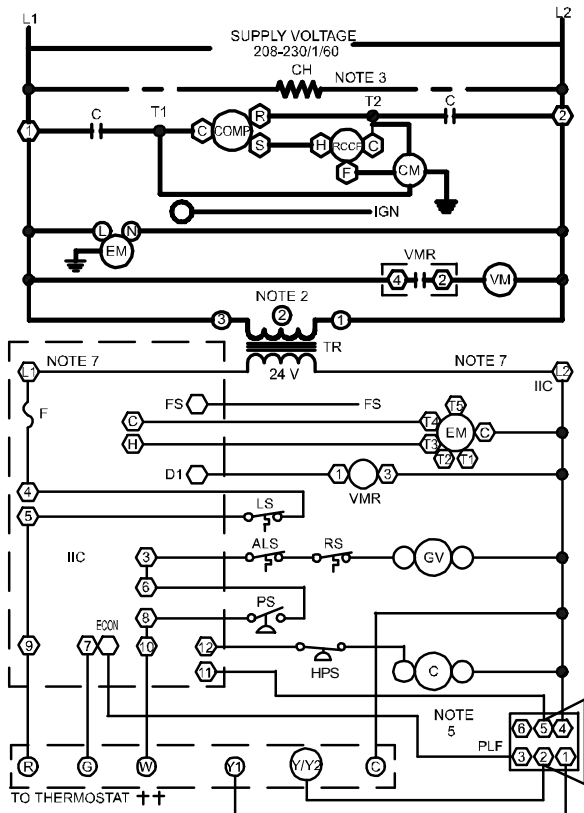 L1 L2
SUPPLY VOLTAGE
208-230/1/60
CH NOTE 3
C T1 T2 C
1 C COMP R S H RCCF C F CM 2
IGN
L N
EM
VMR
4 2 VM
NOTE 2
3 2 1
TR
L1 NOTE 7 24 V NOTE 7 L2
IIC
F
FS FS
C T4 T5 EM C
H T3 T2 T1
D1 1 3
VMR
4
5 LS
IIC 3 ALS RS GV
6
8 PS
9 7 ECON 10 12 HPS C
11
NOTE
5
6 5 4
PLF 3 2 1
R G W Y1 Y/Y2 C
TO THERMOSTAT ++